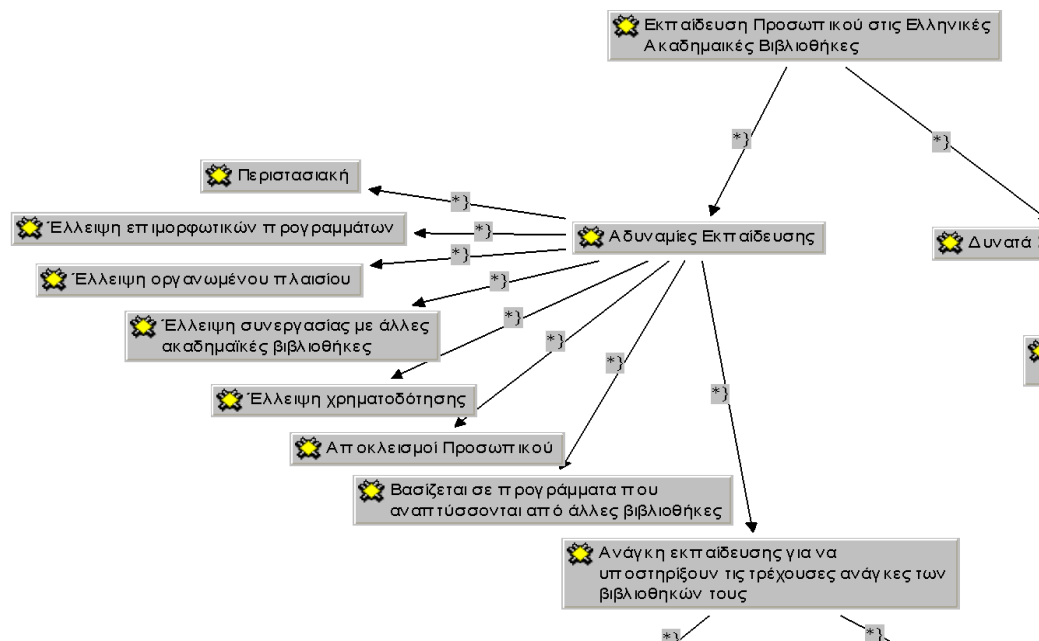 Εκπαίδευση Προσωπικού στις Ελληνικές
Ακαδημαικές Βιβλιοθήκες
*}
*}
Περιστασιακή
*}
Έλλειψη επιμορφωτικών προγραμμάτων
*}
Αδυναμίες Εκπαίδευσης
Δυνατά
*}
Έλλειψη οργανωμένου πλαισίου
*}
Έλλειψη συνεργασίας με άλλες
ακαδημαϊκές βιβλιοθήκες
*}
*}
*}
Έλλειψη χρηματοδότησης
*}
Αποκλεισμοί Προσωπικού
Βασίζεται σε προγράμματα που
αναπτύσσονται από άλλες βιβλιοθήκες
Ανάγκη εκπαίδευσης για να
υποστηρίξουν τις τρέχουσες ανάγκες των
βιβλιοθηκών τους
*}
*}